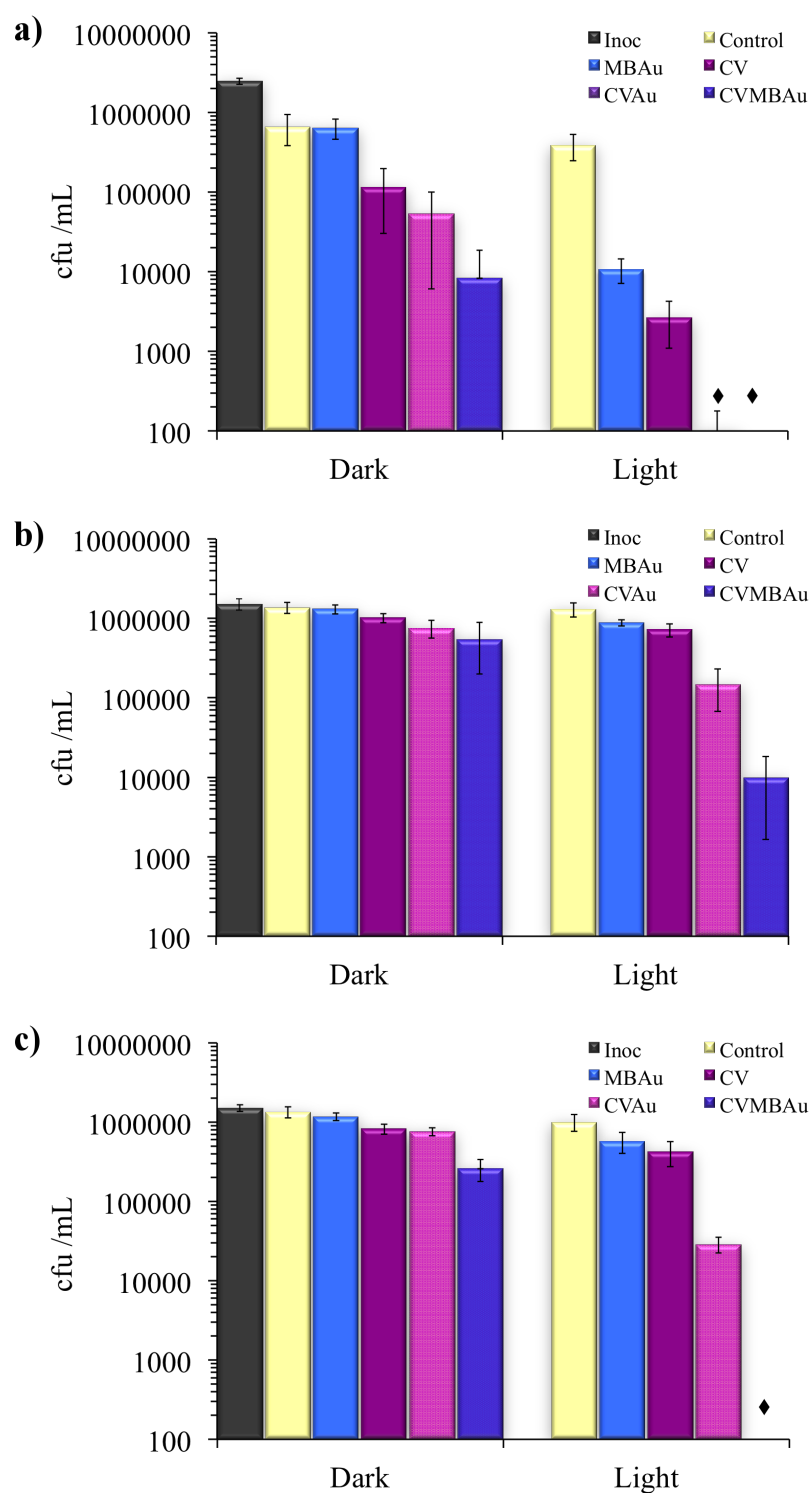 a)
10000000
1000000
100000
10000
1000
100
cfu /mL
Inoc Control
MBAu CV
CVAu CVMBAu
Dark Light
b)
10000000
1000000
100000
10000
1000
100
cfu /mL
Inoc Control
MBAu CV
CVAu CVMBAu
Dark Light
c)
10000000
1000000
100000
10000
1000
100
cfu /mL
Inoc Control
MBAu CV
CVAu CVMBAu
Dark Light